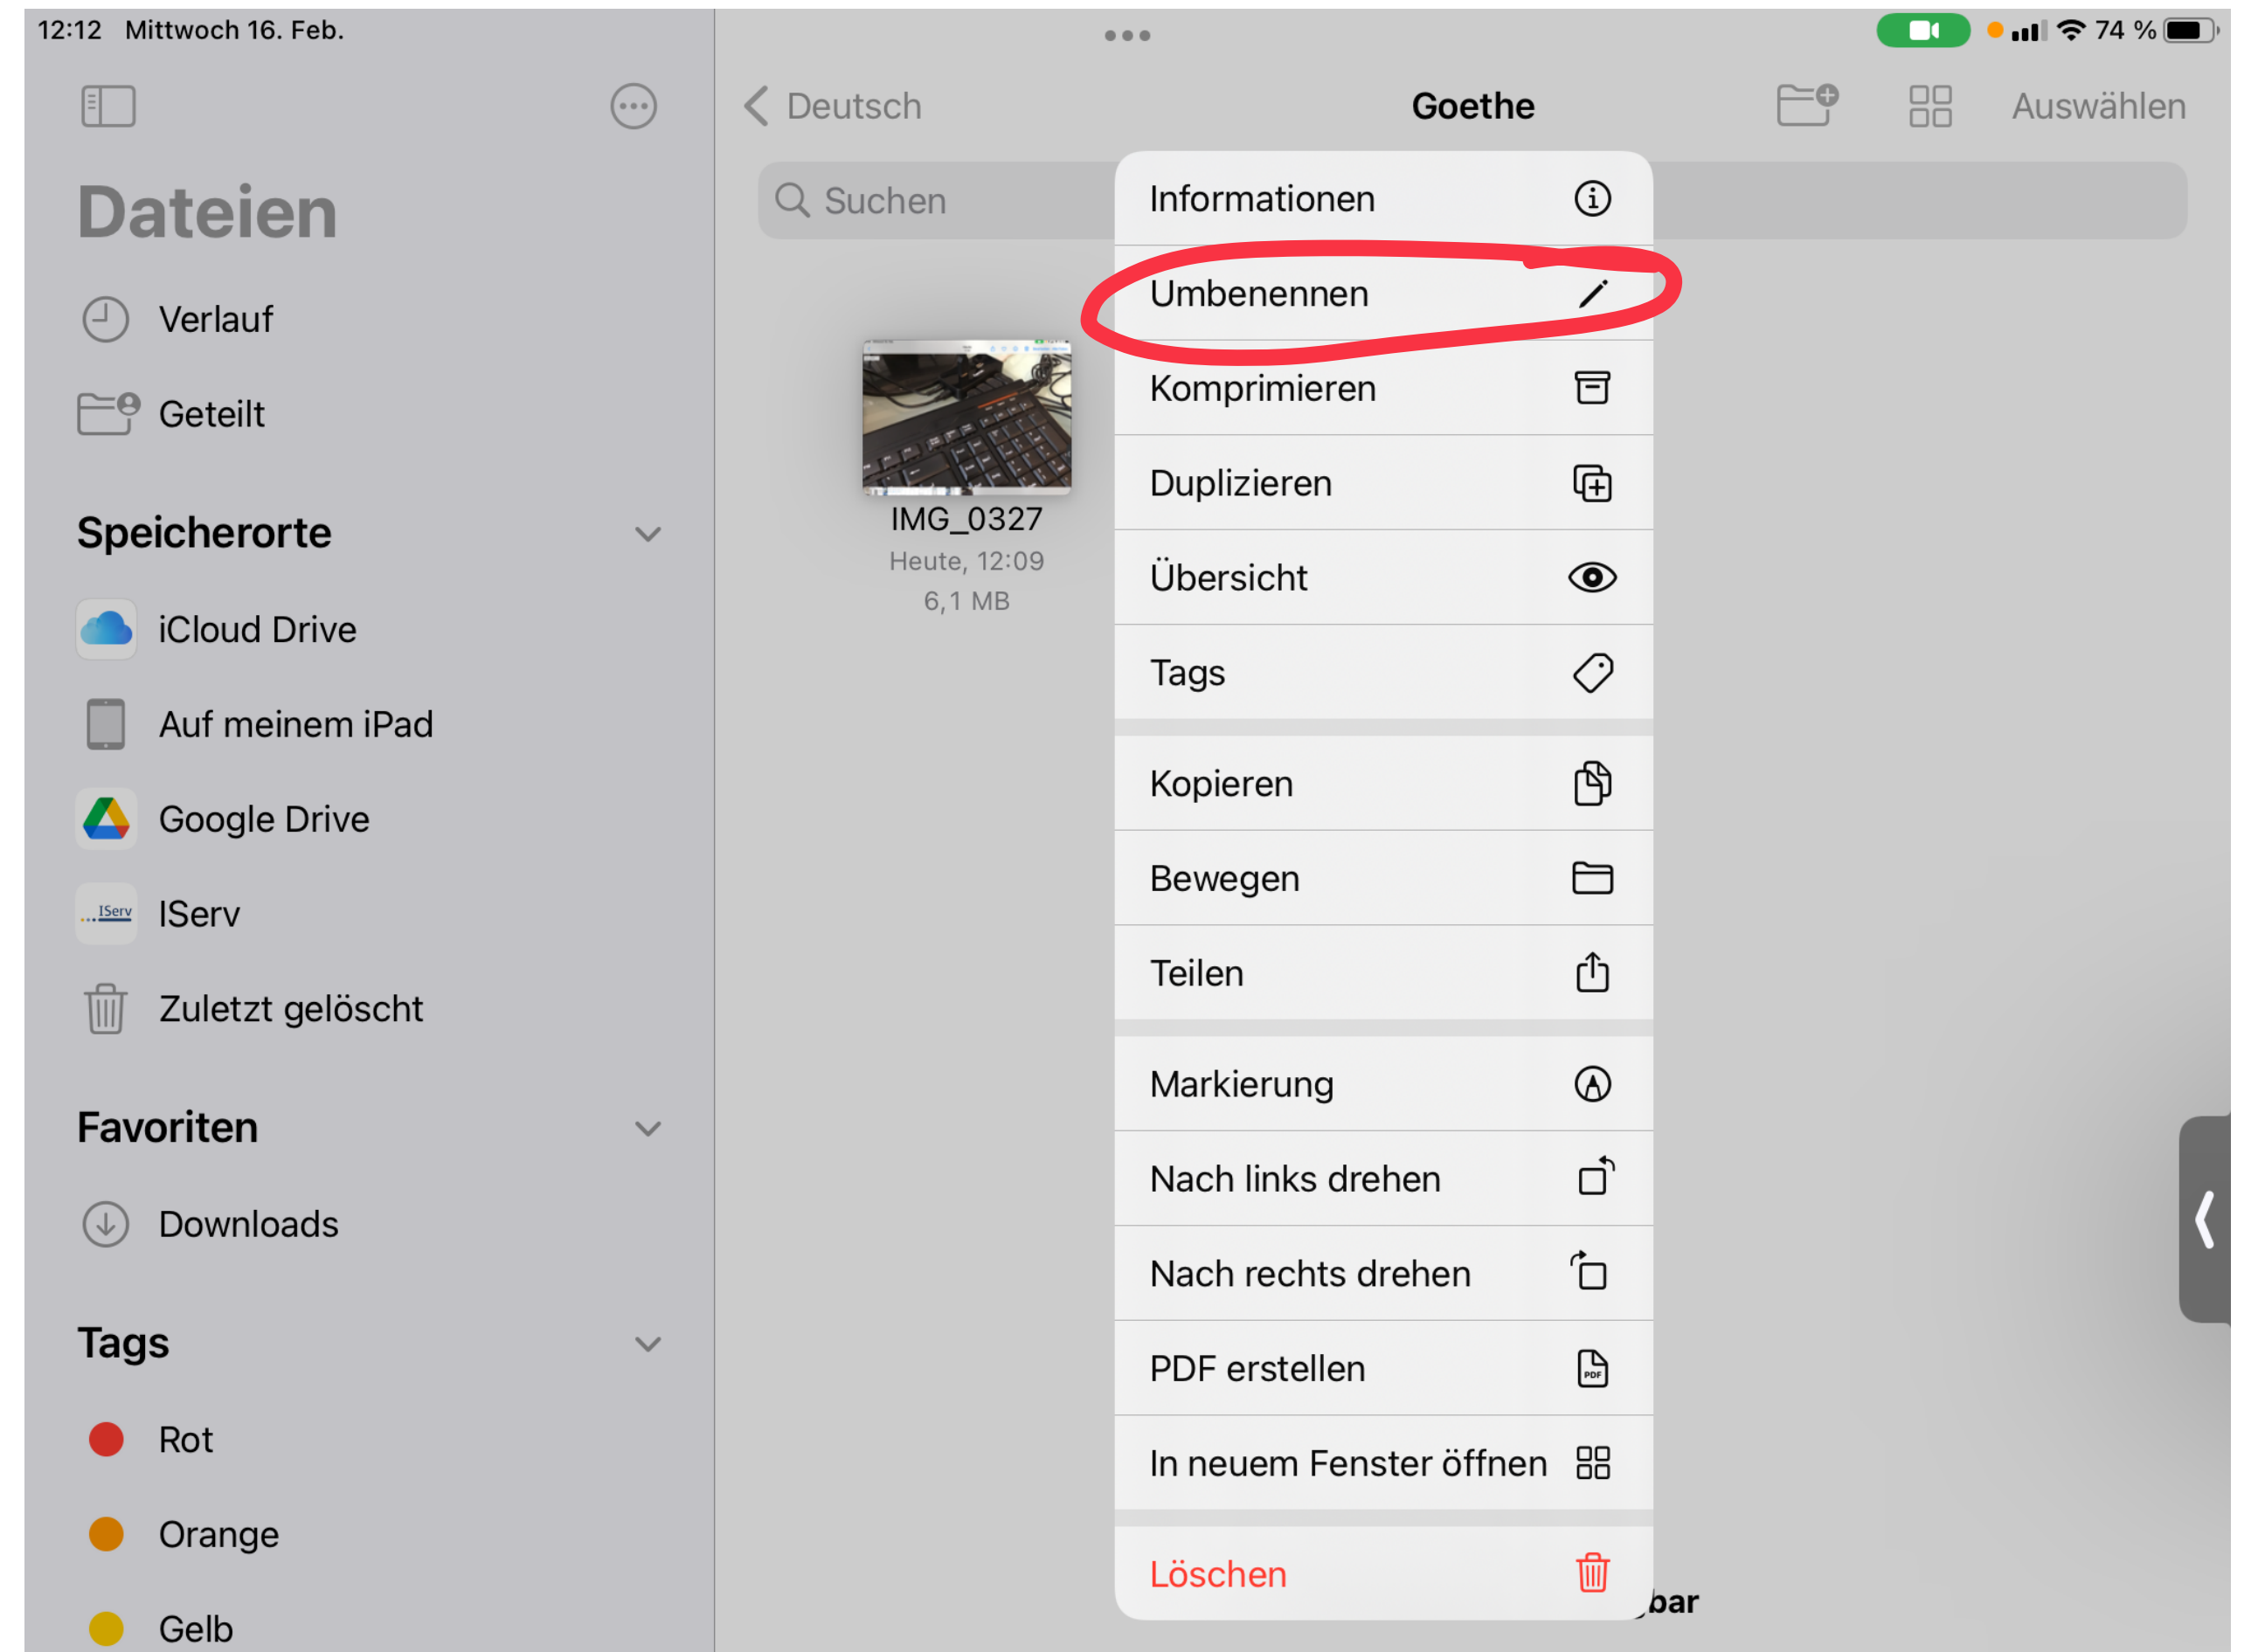 12:12 Mittwoch 16. Feb.
74 %
Dateien
Verlauf
Geteilt
Speicherorte
iCloud Drive
Auf meinem iPad
Google Drive
IServ
IServ
Zuletzt gelöscht
Favoriten
Downloads
Tags
Rot
Orange
Gelb
Deutsch
Goethe
Auswählen
Suchen
IMG_0327
Heute, 12:09
6,1 MB
Informationen
Umbenennen
Komprimieren
Duplizieren
Übersicht
Tags
Kopieren
Bewegen
Teilen
Markierung
Nach links drehen
Nach rechts drehen
PDF erstellen
PDF
In neuem Fenster öffnen
Löschen
bar